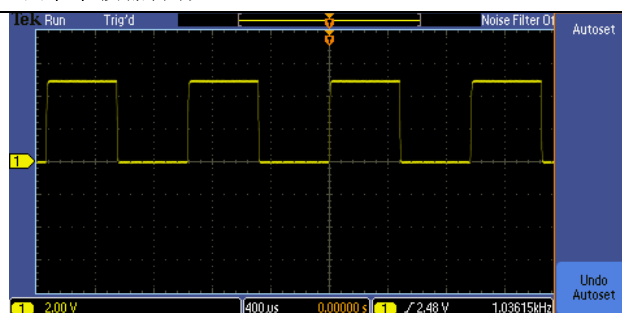 Tek Run Trig'd Noise Filter Of
Autoset
1
Undo
Autoset
1 2.00 V 400 µs 0.00000 s 1 2.48 V 1.03615kHz